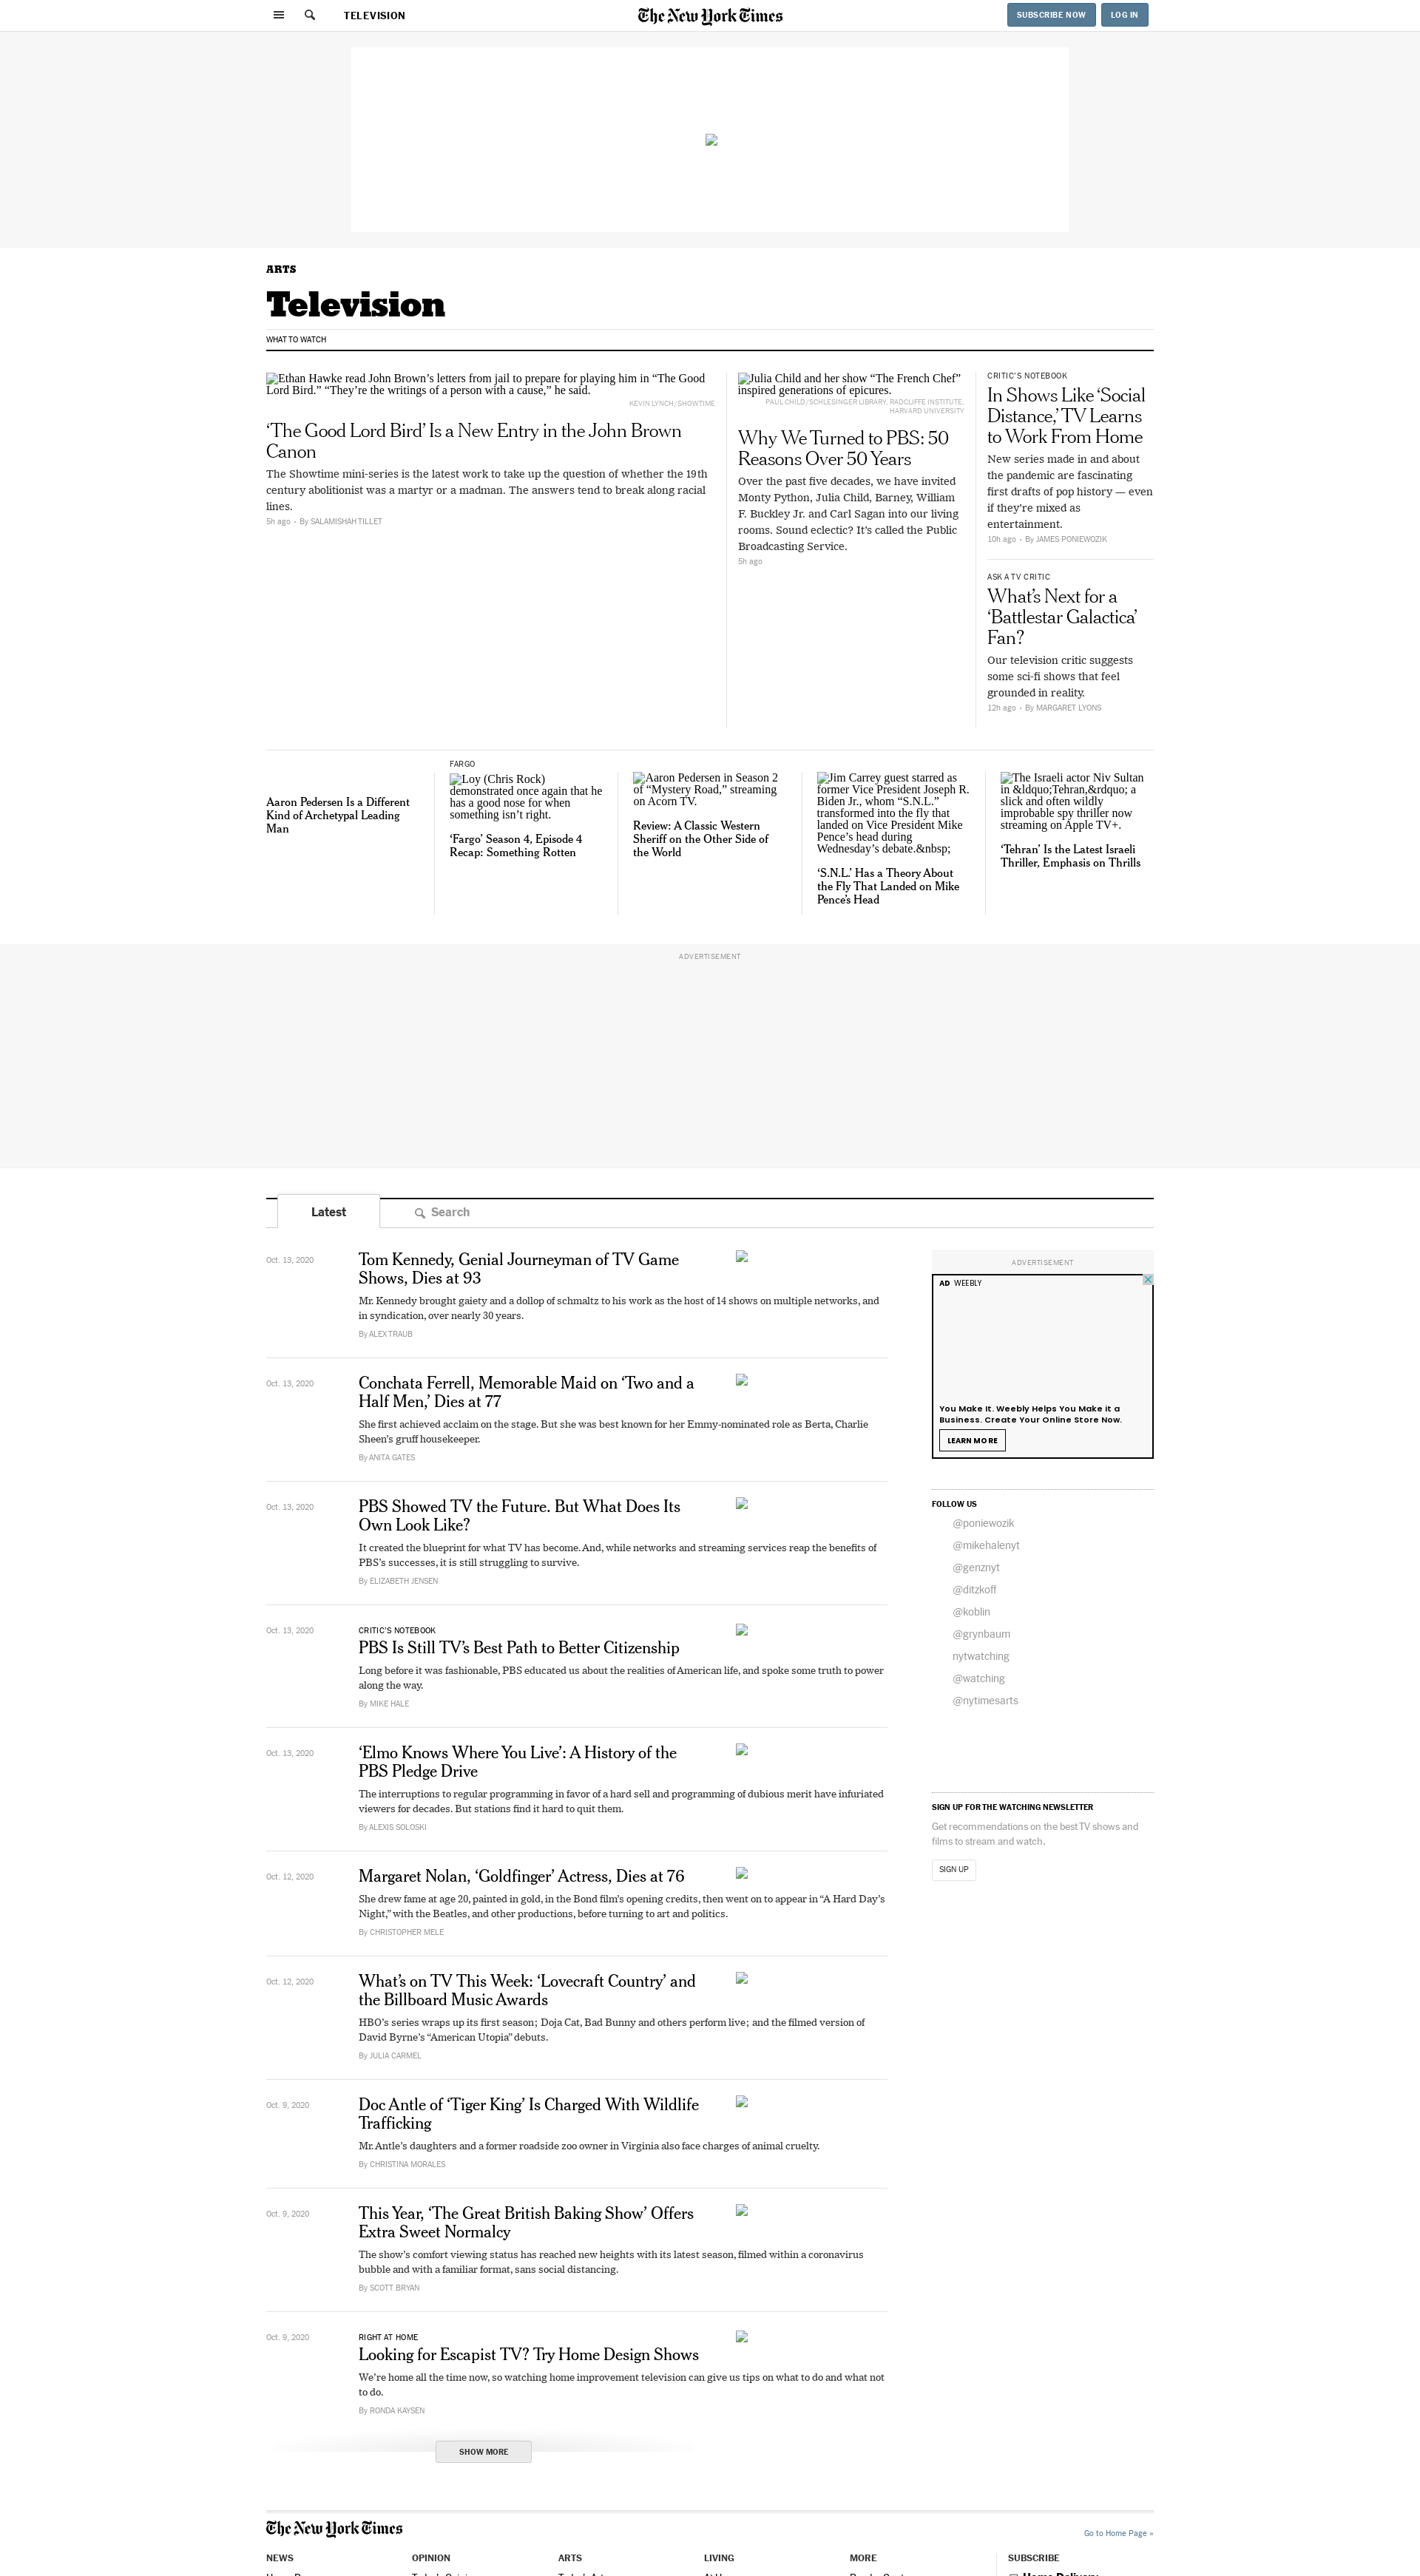 TELEVISION
The New York Times
SUBSCRIBE NOW
LOG IN
ARTS
Television
WHAT TO WATCH
Ethan Hawke read John Brown’s letters from jail to prepare for playing him in “The Good
Lord Bird.” “They’re the writings of a person with a cause,” he said.
KEVIN LYNCH/SHOWTIME
‘The Good Lord Bird’ Is a New Entry in the John Brown
Canon
The Showtime mini-series is the latest work to take up the question of whether the 19th
century abolitionist was a martyr or a madman. The answers tend to break along racial
lines.
5h ago • By SALAMISHAH TILLET
Julia Child and her show “The French Chef”
inspired generations of epicures.
PAUL CHILD/SCHLESINGER LIBRARY, RADCLIFFE INSTITUTE,
HARVARD UNIVERSITY
Why We Turned to PBS: 50
Reasons Over 50 Years
Over the past five decades, we have invited
Monty Python, Julia Child, Barney, William
F. Buckley Jr. and Carl Sagan into our living
rooms. Sound eclectic? It’s called the Public
Broadcasting Service.
5h ago
CRITIC’S NOTEBOOK
In Shows Like ‘Social
Distance,’ TV Learns
to Work From Home
New series made in and about
the pandemic are fascinating
first drafts of pop history — even
if they’re mixed as
entertainment.
10h ago • By JAMES PONIEWOZIK
ASK A TV CRITIC
What’s Next for a
‘Battlestar Galactica’
Fan?
Our television critic suggests
some sci-fi shows that feel
grounded in reality.
12h ago • By MARGARET LYONS
Aaron Pedersen Is a Different
Kind of Archetypal Leading
Man
FARGO
Loy (Chris Rock)
demonstrated once again that he
has a good nose for when
something isn’t right.
‘Fargo’ Season 4, Episode 4
Recap: Something Rotten
Aaron Pedersen in Season 2
of “Mystery Road,” streaming
on Acorn TV.
Review: A Classic Western
Sheriff on the Other Side of
the World
Jim Carrey guest starred as
former Vice President Joseph R.
Biden Jr., whom “S.N.L.”
transformed into the fly that
landed on Vice President Mike
Pence’s head during
Wednesday’s debate.&nbsp;
‘S.N.L.’ Has a Theory About
the Fly That Landed on Mike
Pence’s Head
The Israeli actor Niv Sultan
in &ldquo;Tehran,&rdquo; a
slick and often wildly
improbable spy thriller now
streaming on Apple TV+.
‘Tehran’ Is the Latest Israeli
Thriller, Emphasis on Thrills
ADVERTISEMENT
Latest
Search
Oct. 13, 2020
Tom Kennedy, Genial Journeyman of TV Game
Shows, Dies at 93
Mr. Kennedy brought gaiety and a dollop of schmaltz to his work as the host of 14 shows on multiple networks, and
in syndication, over nearly 30 years.
By ALEX TRAUB
Oct. 13, 2020
Conchata Ferrell, Memorable Maid on ‘Two and a
Half Men,’ Dies at 77
She first achieved acclaim on the stage. But she was best known for her Emmy-nominated role as Berta, Charlie
Sheen’s gruff housekeeper.
By ANITA GATES
Oct. 13, 2020
PBS Showed TV the Future. But What Does Its
Own Look Like?
It created the blueprint for what TV has become. And, while networks and streaming services reap the benefits of
PBS’s successes, it is still struggling to survive.
By ELIZABETH JENSEN
Oct. 13, 2020
CRITIC’S NOTEBOOK
PBS Is Still TV’s Best Path to Better Citizenship
Long before it was fashionable, PBS educated us about the realities of American life, and spoke some truth to power
along the way.
By MIKE HALE
Oct. 13, 2020
‘Elmo Knows Where You Live’: A History of the
PBS Pledge Drive
The interruptions to regular programming in favor of a hard sell and programming of dubious merit have infuriated
viewers for decades. But stations find it hard to quit them.
By ALEXIS SOLOSKI
Oct. 12, 2020
Margaret Nolan, ‘Goldfinger’ Actress, Dies at 76
She drew fame at age 20, painted in gold, in the Bond film’s opening credits, then went on to appear in “A Hard Day’s
Night,” with the Beatles, and other productions, before turning to art and politics.
By CHRISTOPHER MELE
Oct. 12, 2020
What’s on TV This Week: ‘Lovecraft Country’ and
the Billboard Music Awards
HBO’s series wraps up its first season; Doja Cat, Bad Bunny and others perform live; and the filmed version of
David Byrne’s “American Utopia” debuts.
By JULIA CARMEL
Oct. 9, 2020
Doc Antle of ‘Tiger King’ Is Charged With Wildlife
Trafficking
Mr. Antle’s daughters and a former roadside zoo owner in Virginia also face charges of animal cruelty.
By CHRISTINA MORALES
Oct. 9, 2020
This Year, ‘The Great British Baking Show’ Offers
Extra Sweet Normalcy
The show’s comfort viewing status has reached new heights with its latest season, filmed within a coronavirus
bubble and with a familiar format, sans social distancing.
By SCOTT BRYAN
Oct. 9, 2020
RIGHT AT HOME
Looking for Escapist TV? Try Home Design Shows
We’re home all the time now, so watching home improvement television can give us tips on what to do and what not
to do.
By RONDA KAYSEN
SHOW MORE
ADVERTISEMENT
AD WEEBLY
You Make It. Weebly Helps You Make it a
Business. Create Your Online Store Now.
LEARN MORE
FOLLOW US
@poniewozik
@mikehalenyt
@genznyt
@ditzkoff
@koblin
@grynbaum
nytwatching
@watching
@nytimesarts
SIGN UP FOR THE WATCHING NEWSLETTER
Get recommendations on the best TV shows and
films to stream and watch.
SIGN UP
The New York Times
Go to Home Page »
NEWS
OPINION
ARTS
LIVING
MORE
SUBSCRIBE